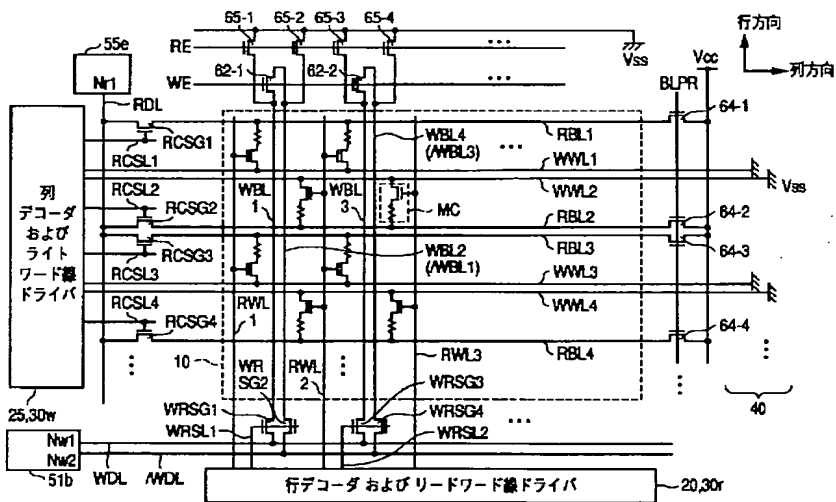 65-1
65-2
65-3
65-4
55e
RE
Nr1
62-1
62-2
WE
VSS
Vcc
行方向
列方向
BLPR
RDL
64-1
RCSG1
RCSL1
WBL4
(/WBL3)
RBL1
WWL1
RCSL2
WWL2
VSS
RCSG2
WBL
1
WBL
3
MC
64-2
RBL2
列
デコーダ
および
ライト
ワード線
ドライバ
RCSG3
WBL2
(/WBL1)
RBL3
64-3
RCSL3
WWL3
RCSL4
WWL4
RCSG4
RWL
1
64-4
RBL4
10
WR
SG2
RWL
2
RWL3
WRSG3
WRSG1
WRSG4
40
25,30w
WRSL1
WRSL2
Nw1
Nw2
WDL
/WDL
51b
行デコーダ および リードワード線ドライバ
20,30r